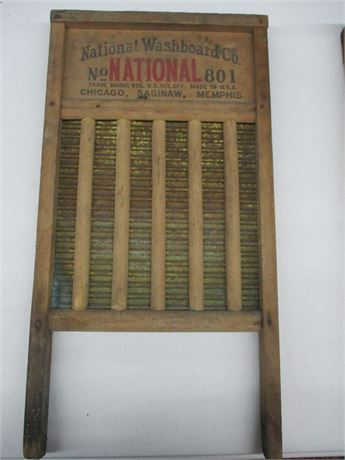 National Washboard Co.
No NATIONAL 801
TRADE MARKS REG. U.S. PAT. OFF. MADE IN U.S.A.
CHICAGO, SAGINAW, MEMPHIS